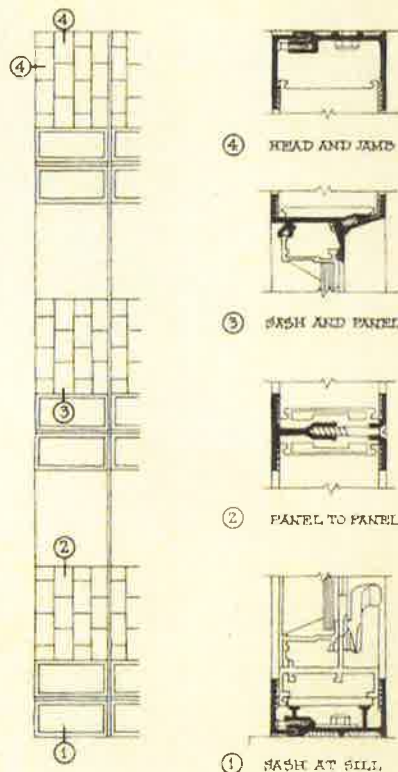 4
4
4 HEAD AND JAMB
3 SASH AND PANEL
3
2 PANEL TO PANEL
2
1
1 SASH AT SILL